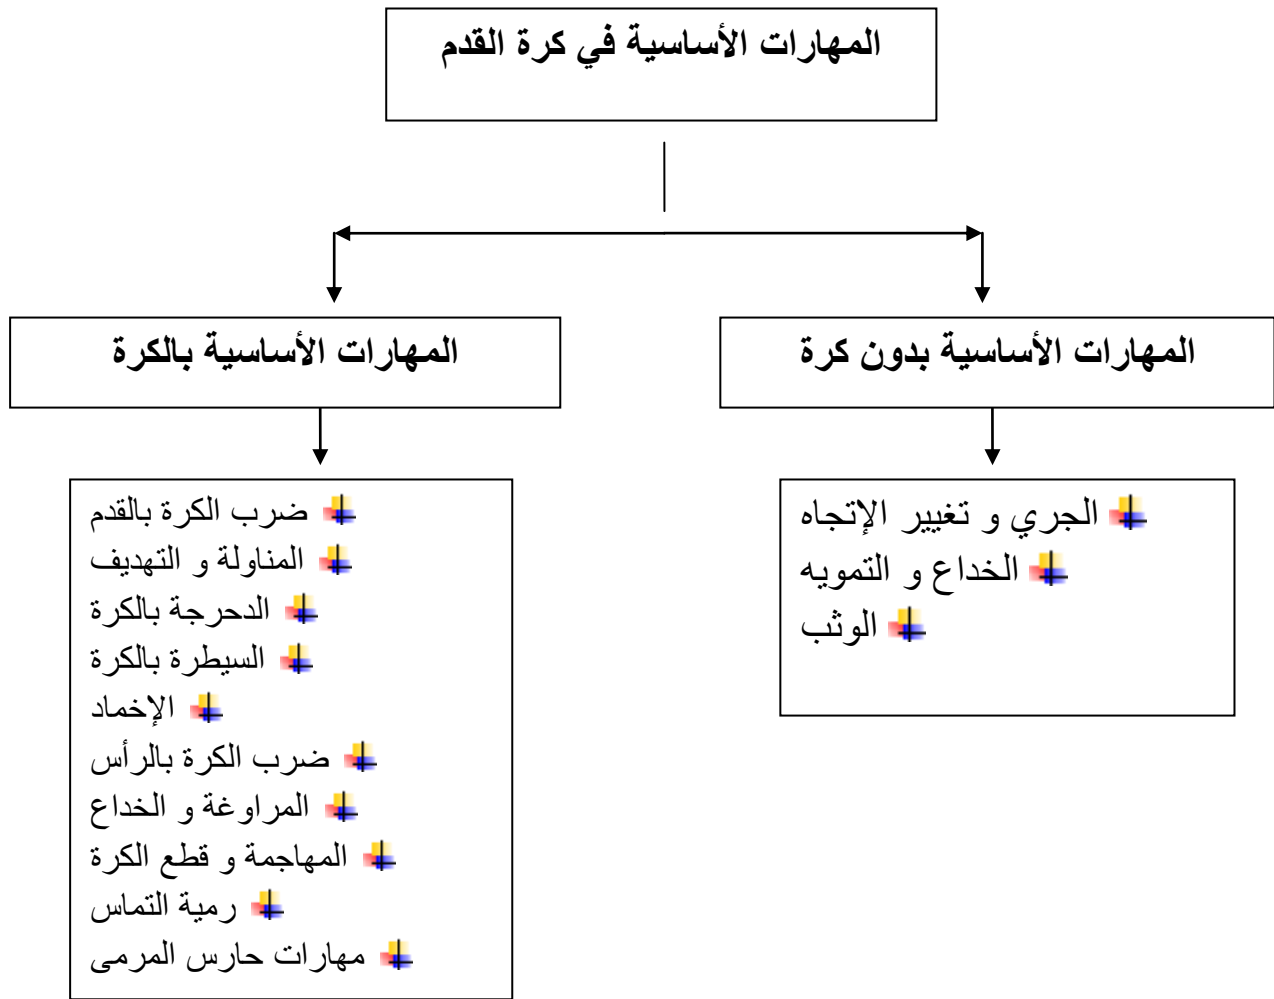 المهارات الأساسية في كرة القدم
المهارات الأساسية بدون كرة
المهارات الأساسية بالكرة
الجري و تغيير الإتجاه
الخداع و التمويه
الوثب
ضرب الكرة بالقدم
المناولة و التهديف
الدحرجة بالكرة
السيطرة بالكرة
الإخماد
ضرب الكرة بالرأس
المراوغة و الخداع
المهاجمة و قطع الكرة
رمية التماس
مهارات حارس المرمى